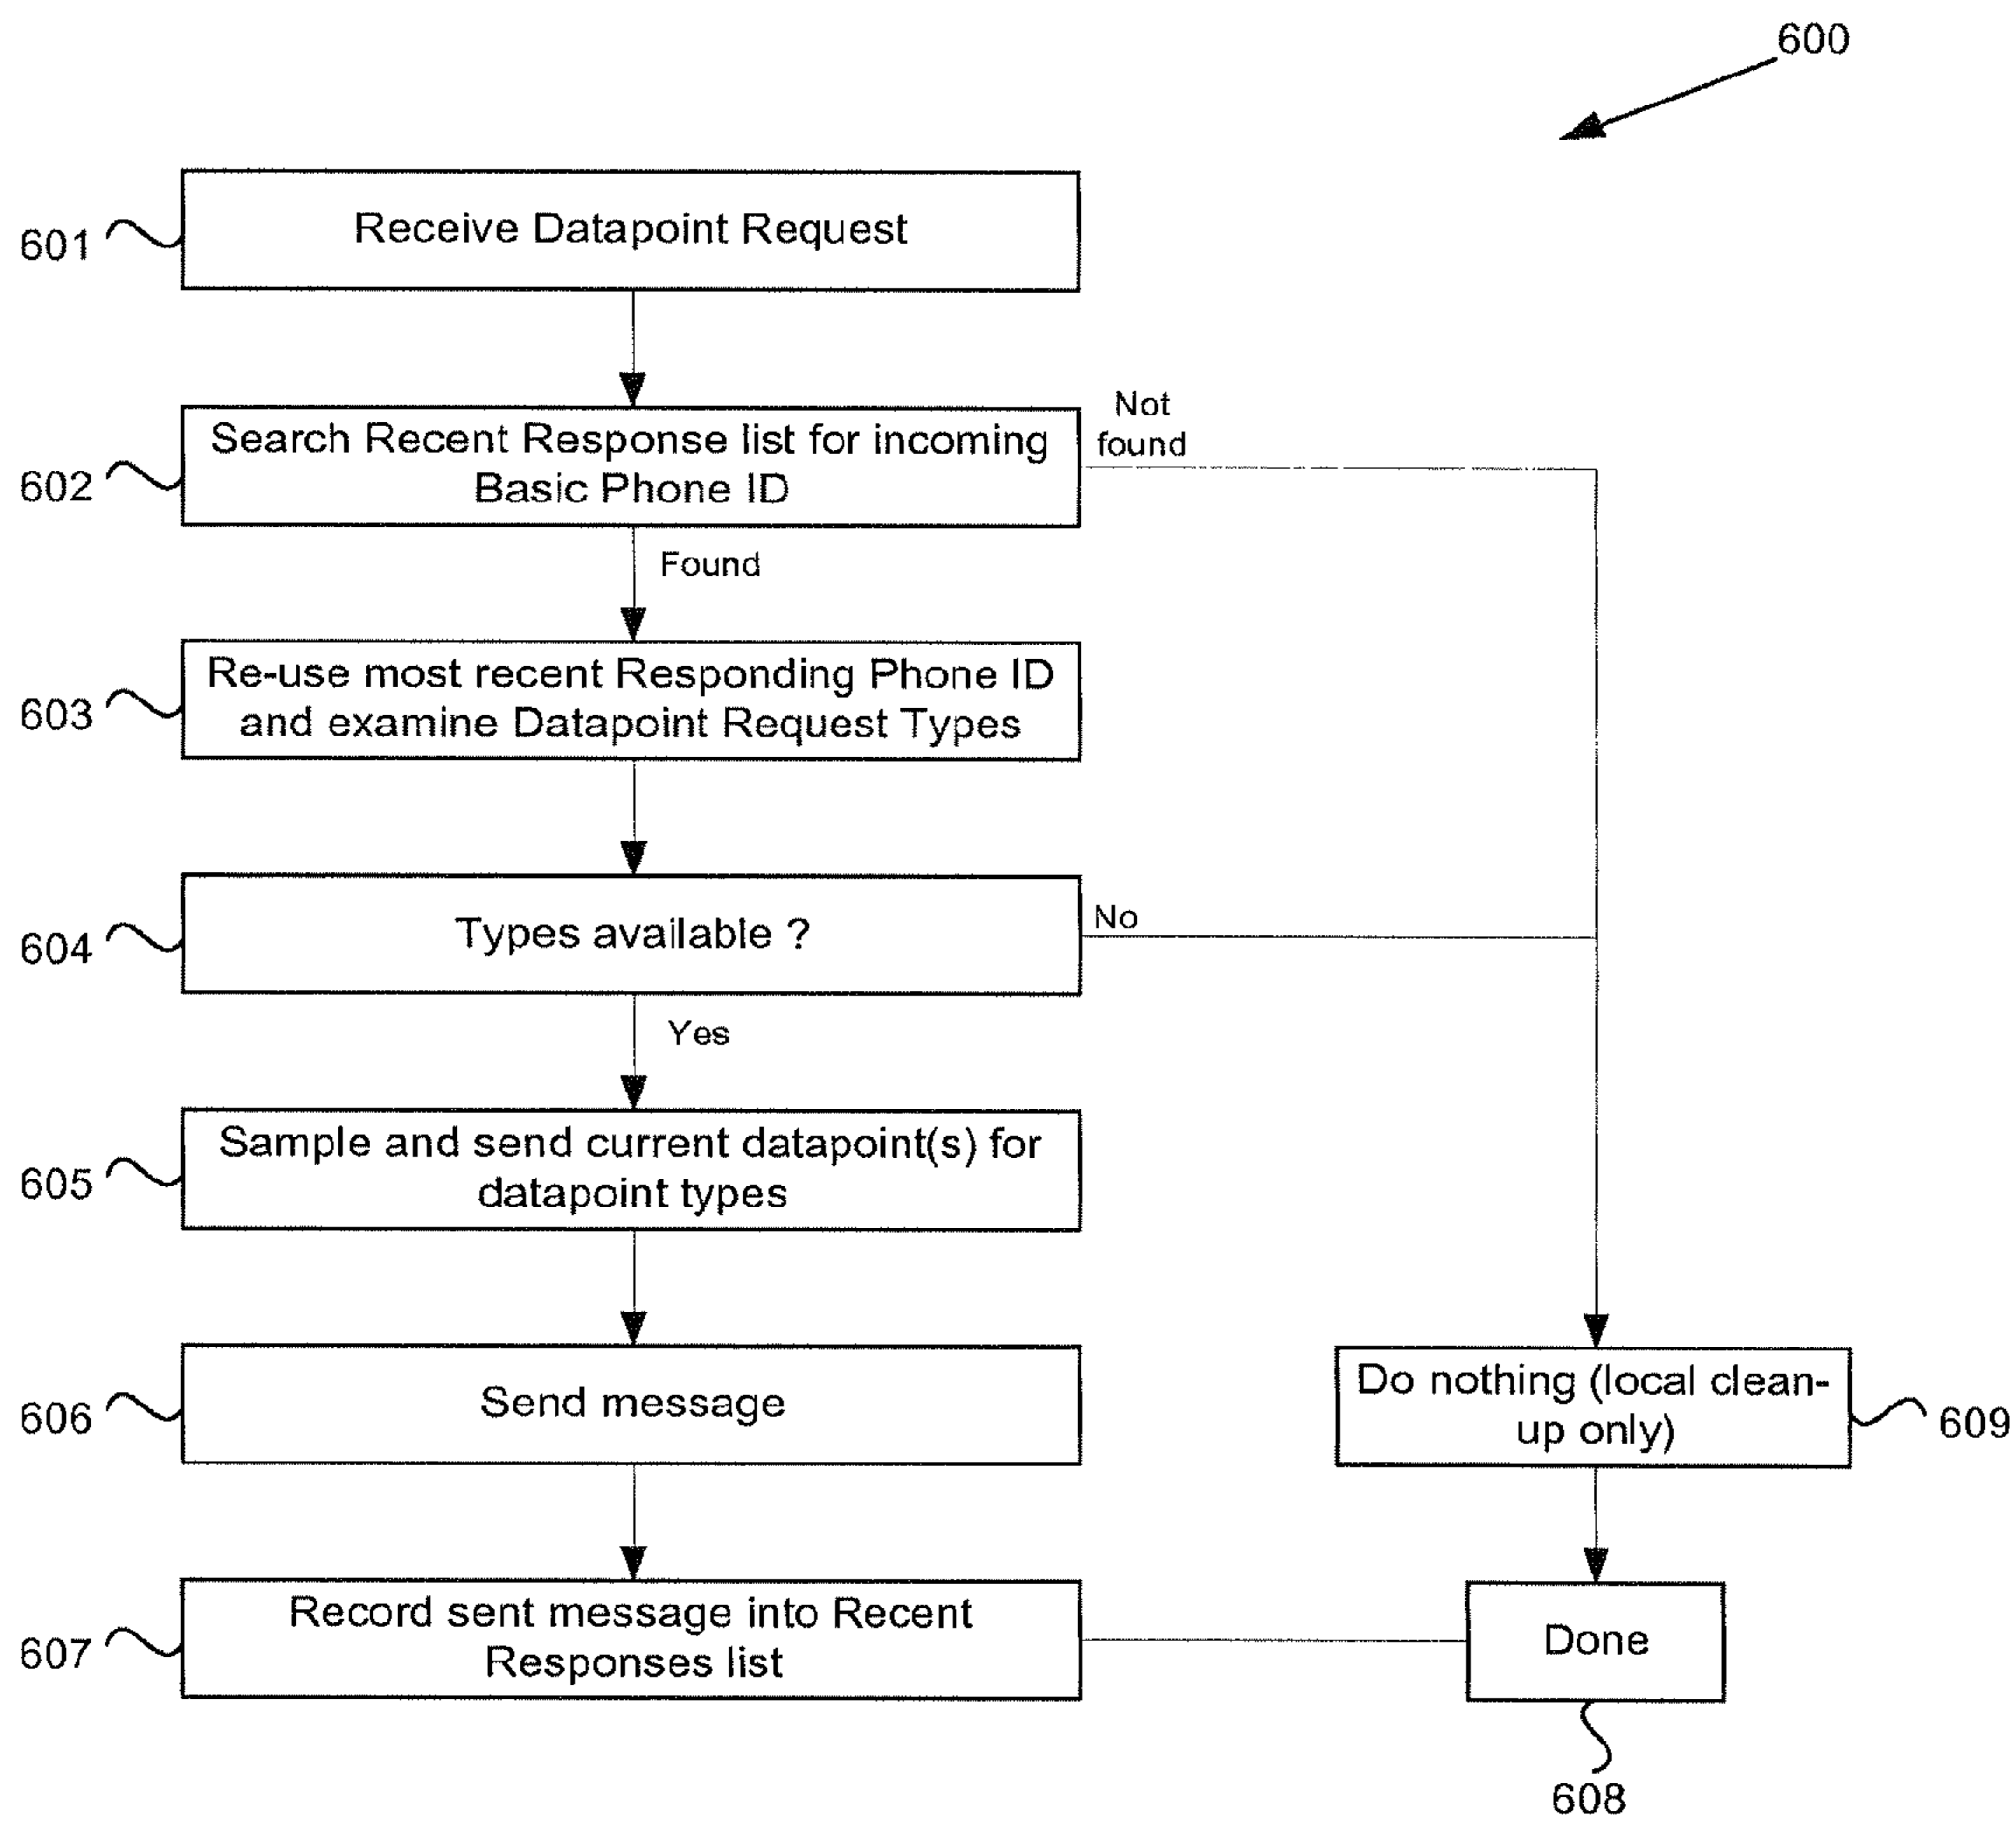 600
601
Receive Datapoint Request
602
Search Recent Response list for incoming
Basic Phone ID
Not
found
Found
603
Re-use most recent Responding Phone ID
and examine Datapoint Request Types
604
Types available ?
No
Yes
605
Sample and send current datapoint(s) for
datapoint types
606
Send message
Do nothing (local clean-
up only)
609
607
Record sent message into Recent
Responses list
Done
608